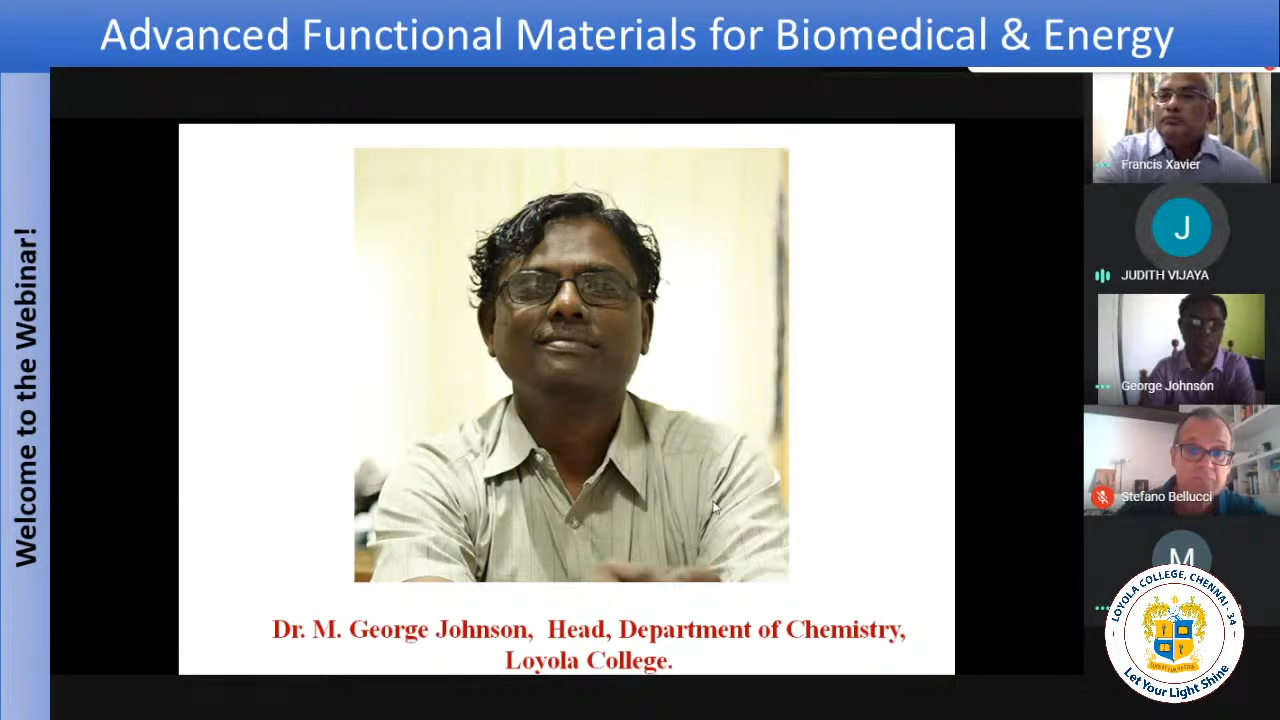 Advanced Functional Materials for Biomedical & Energy
Welcome to the Webinar!
Dr. M. George Johnson, Head, Department of Chemistry,
Loyola College.
Francis Xavier
J
JUDITH VIJAYA
George Johnson
Stefano Bellucci
M
LOYOLA COLLEGE, CHENNAI - 34
Let Your Light Shine